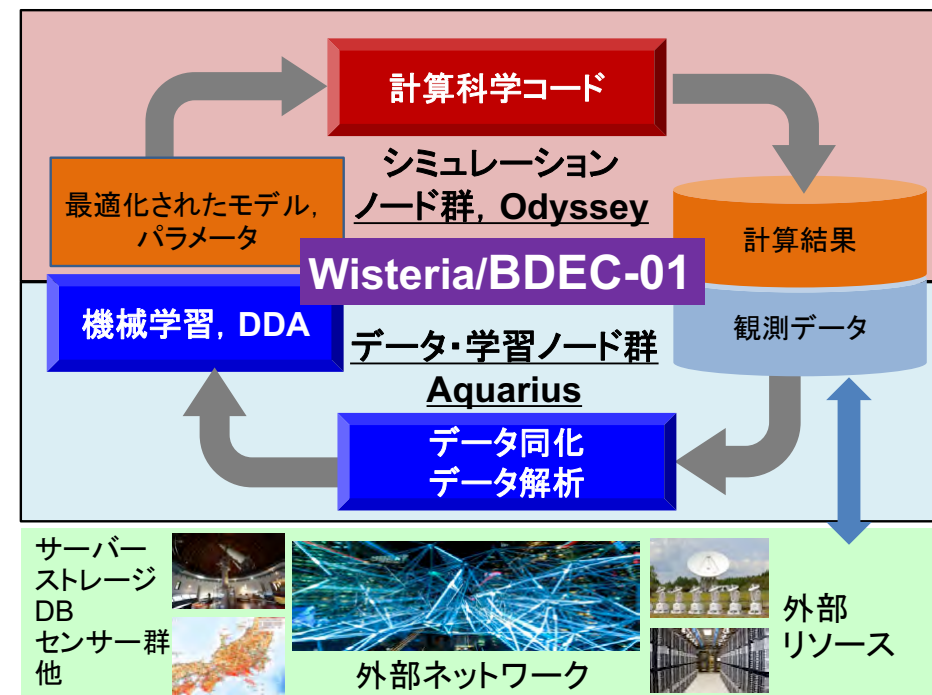 計算科学コード
シミュレーション
ノード群, Odyssey
最適化されたモデル,
パラメータ
計算結果
Wisteria/BDEC-01
機械学習, DDA
観測データ
データ・学習ノード群
Aquarius
データ同化
データ解析
サーバー
ストレージ
DB
センサー群
他
外部ネットワーク
外部
リソース